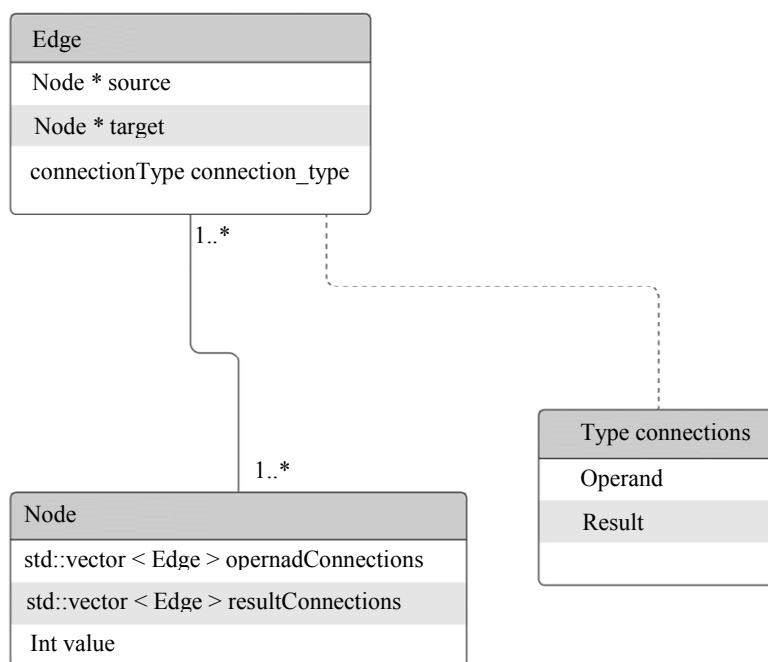 Edge
Node * source
Node * target
connectionType connection_type
1..*
1..*
Type connections
Operand
Result
Node
std::vector < Edge > opernadConnections
std::vector < Edge > resultConnections
Int value